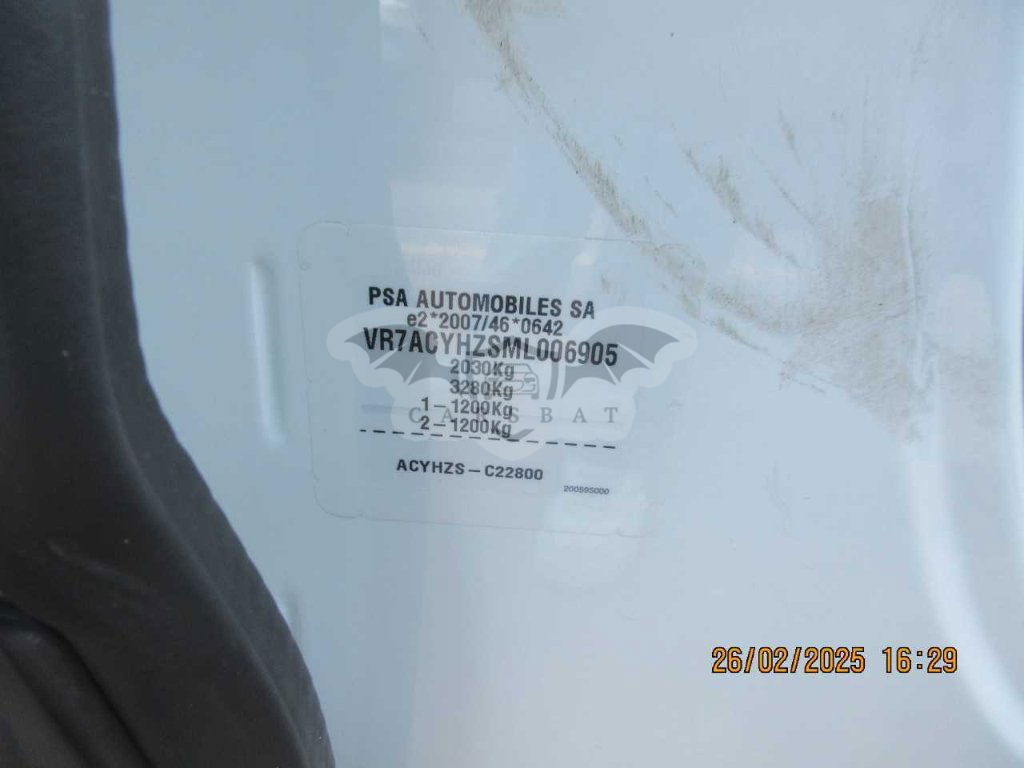 PSA AUTOMOBILES SA
e2*2007/46*0642
VR7ACYHZSML006905
2030Kg
3280Kg
1-1200Kg
2-1200Kg
CARSBAT
ACYHZS-C22800
200595000
26/02/2025 16:29